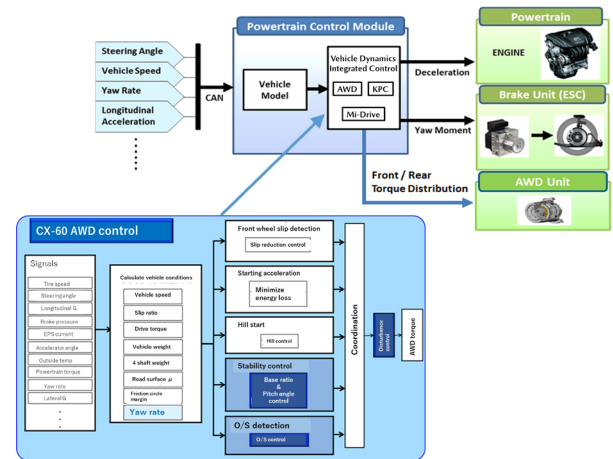 Powertrain Control Module
Powertrain
Steering Angle
Vehicle Speed
Yaw Rate
Longitudinal
Acceleration
CAN
Vehicle
Model
Vehicle Dynamics
Integrated Control
AWD
KPC
Mi-Drive
Deceleration
ENGINE
Brake Unit (ESC)
Yaw Moment
Front / Rear
Torque Distribution
AWD Unit
CX-60 AWD control
Signals
Tire speed
Steering angle
Longitudinal G
Brake pressure
EPS current
Accelerator angle
Outside temp
Powertrain torque
Yaw rate
Lateral G
Calculate vehicle conditions
Vehicle speed
Slip ratio
Drive torque
Vehicle weight
4 shaft weight
Road surface μ
Friction circle
margin
Yaw rate
Front wheel slip detection
Slip reduction control
Starting acceleration
Minimize
energy loss
Hill start
Hill control
Stability control
Base ratio
&
Pitch angle
control
O/S detection
O/S control
Coordination
Disturbance
control
AWD torque